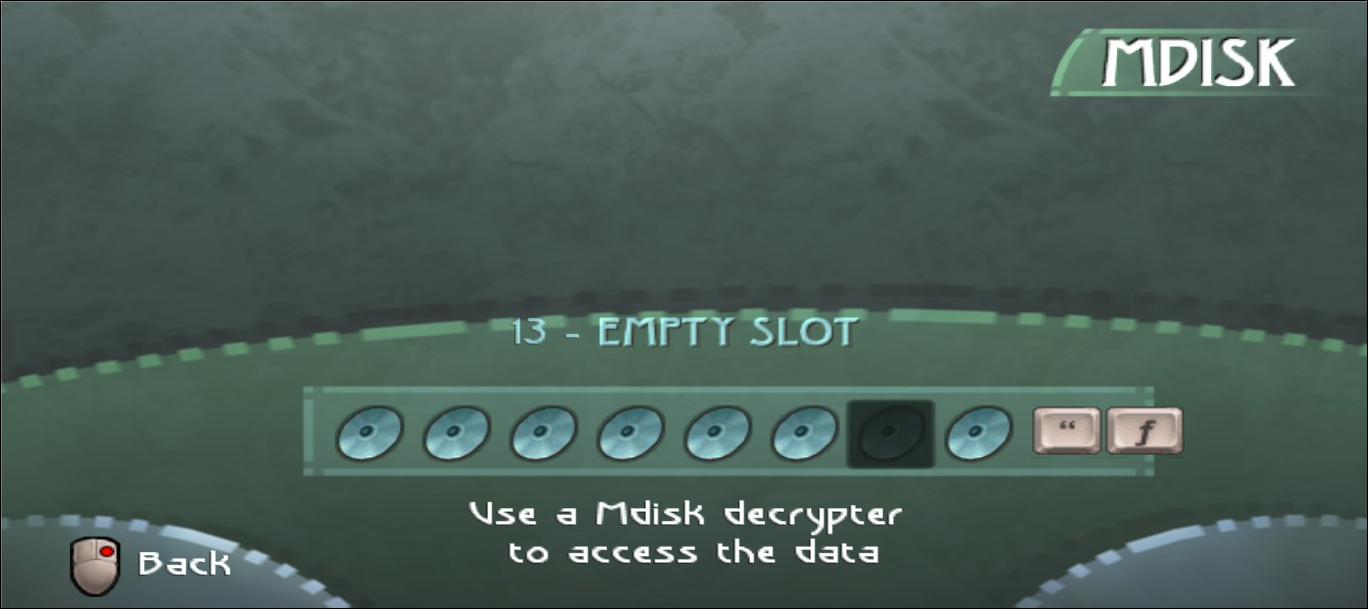 MDISK
13 - EMPTY SLOT
“ f
Use a Mdisk decrypter
to access the data
Back